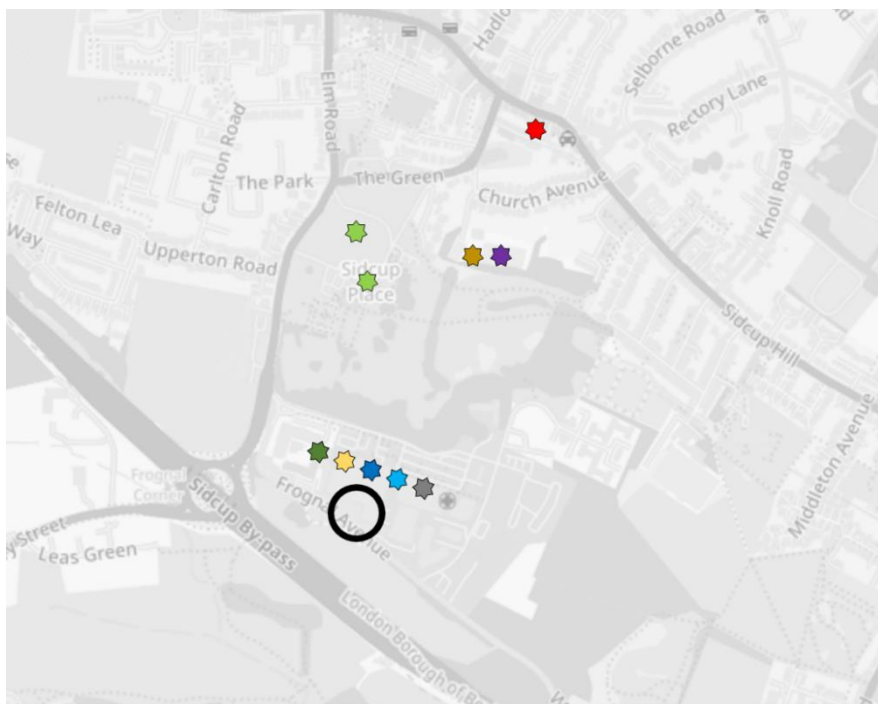 Hadlo
Selborne Road
Rectory Lane
Elm Road
Carlton Road
The Park
The Green
Church Avenue
Knoll Road
Felton Lea
Way
Upperton Road
Sidcup
Place
Sidcup Hill
Middleton Avenue
Frognal
Corner
Sidcup By-pass
Frognal Avenue
Street
Leas Green
London Borough of Be